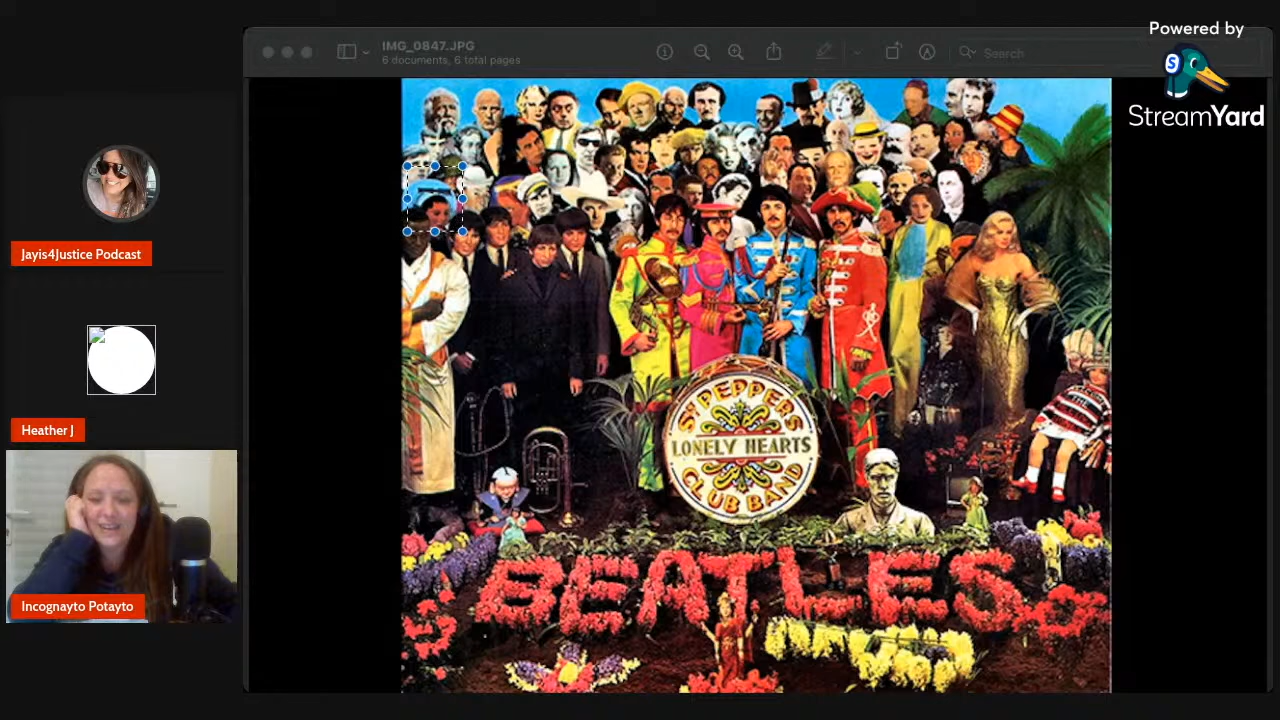 IMG_0847.JPG
6 documents, 6 total pages
Search
Powered by
S
StreamYard
Jayis4Justice Podcast
Heather J
Incognayto Potayto
SGT PEPPERS
LONELY HEARTS
CLUB BAND
BEATLES